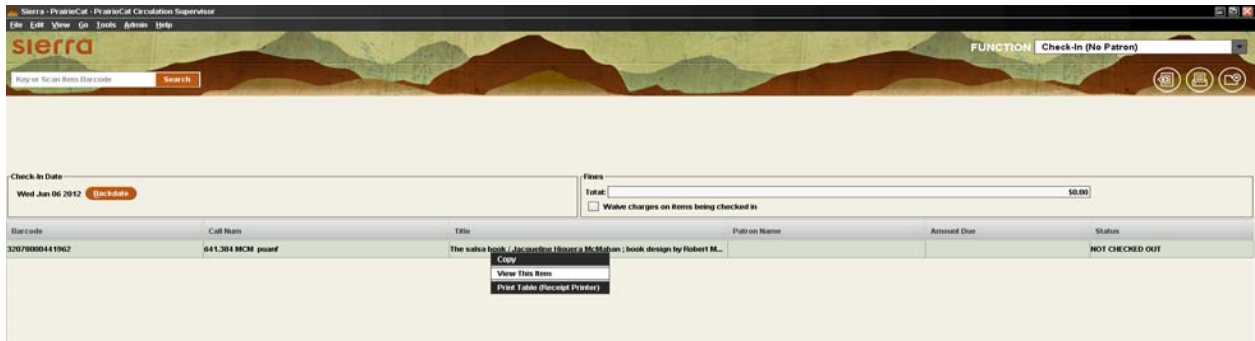 Sierra - PrairieCat - PrairieCat Circulation Supervisor
File Edit View Go Tools Admin Help
sierra
FUNCTION Check-In (No Patron)
Key or Scan Item Barcode Search
Check-In Date
Wed Jun 06 2012 Backdate
Fines
Total: $0.00
Waive charges on items being checked in
Barcode Call Num Title Patron Name Amount Due Status
32078000441962 641.384 MCM puanf The salsa book / Jacqueline Higuera McMahan ; book design by Robert M... NOT CHECKED OUT
Copy
View This Item
Print Table (Receipt Printer)